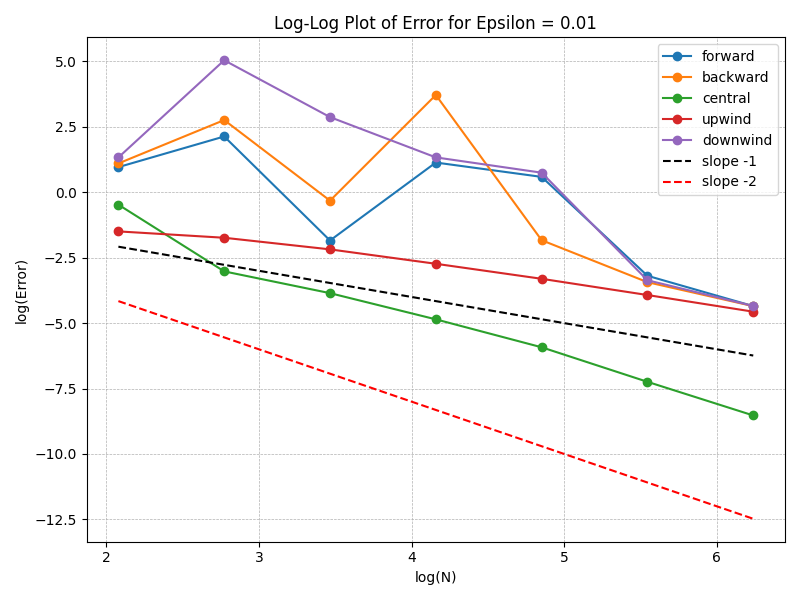 Log-Log Plot of Error for Epsilon = 0.01
forward
backward
central
upwind
downwind
slope -1
slope -2
log(Error)
5.0
2.5
0.0
−2.5
−5.0
−7.5
−10.0
−12.5
2 3 4 5 6
log(N)